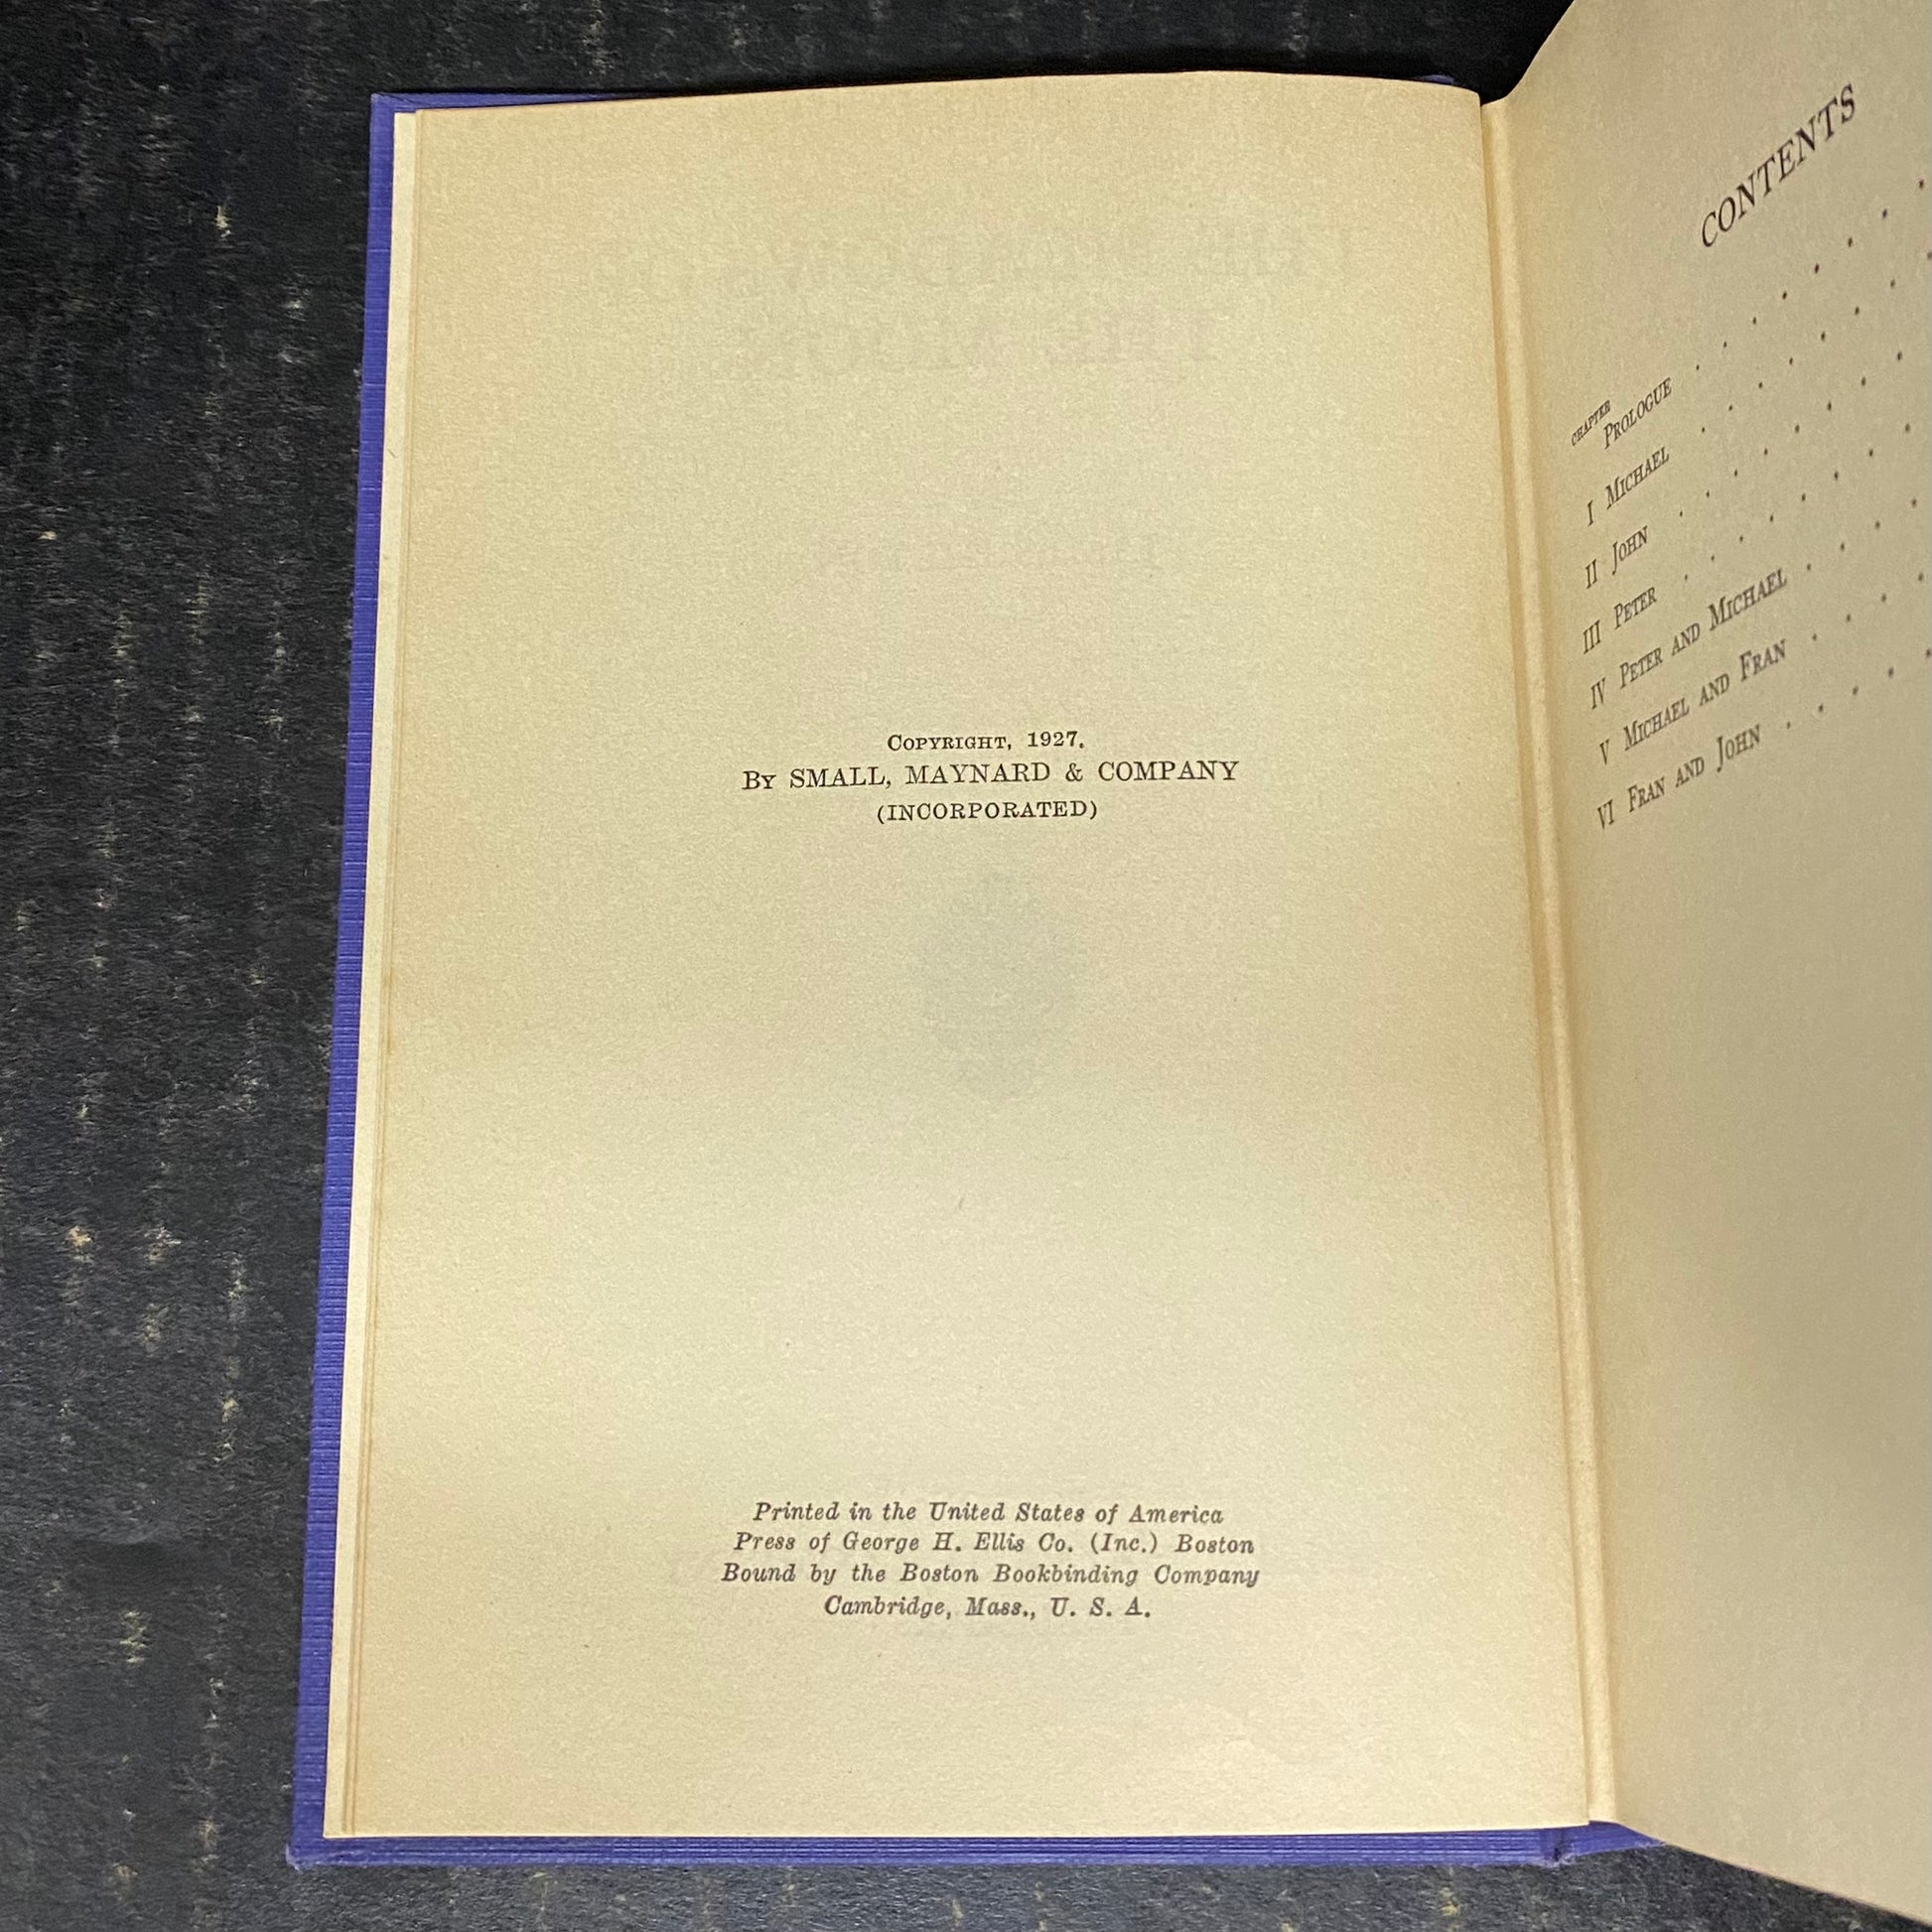 COPYRIGHT, 1927.
BY SMALL, MAYNARD & COMPANY
(INCORPORATED)
Printed in the United States of America
Press of George H. Ellis Co. (Inc.) Boston
Bound by the Boston Bookbinding Company
Cambridge, Mass., U. S. A.
CONTENTS
CHAPTER
PROLOGUE . . . . . . . .
I MICHAEL . . . . . . . .
II JOHN . . . . . . . .
III PETER . . . . . . . .
IV PETER AND MICHAEL . . . .
V MICHAEL AND FRAN . . . .
VI FRAN AND JOHN . . . . .